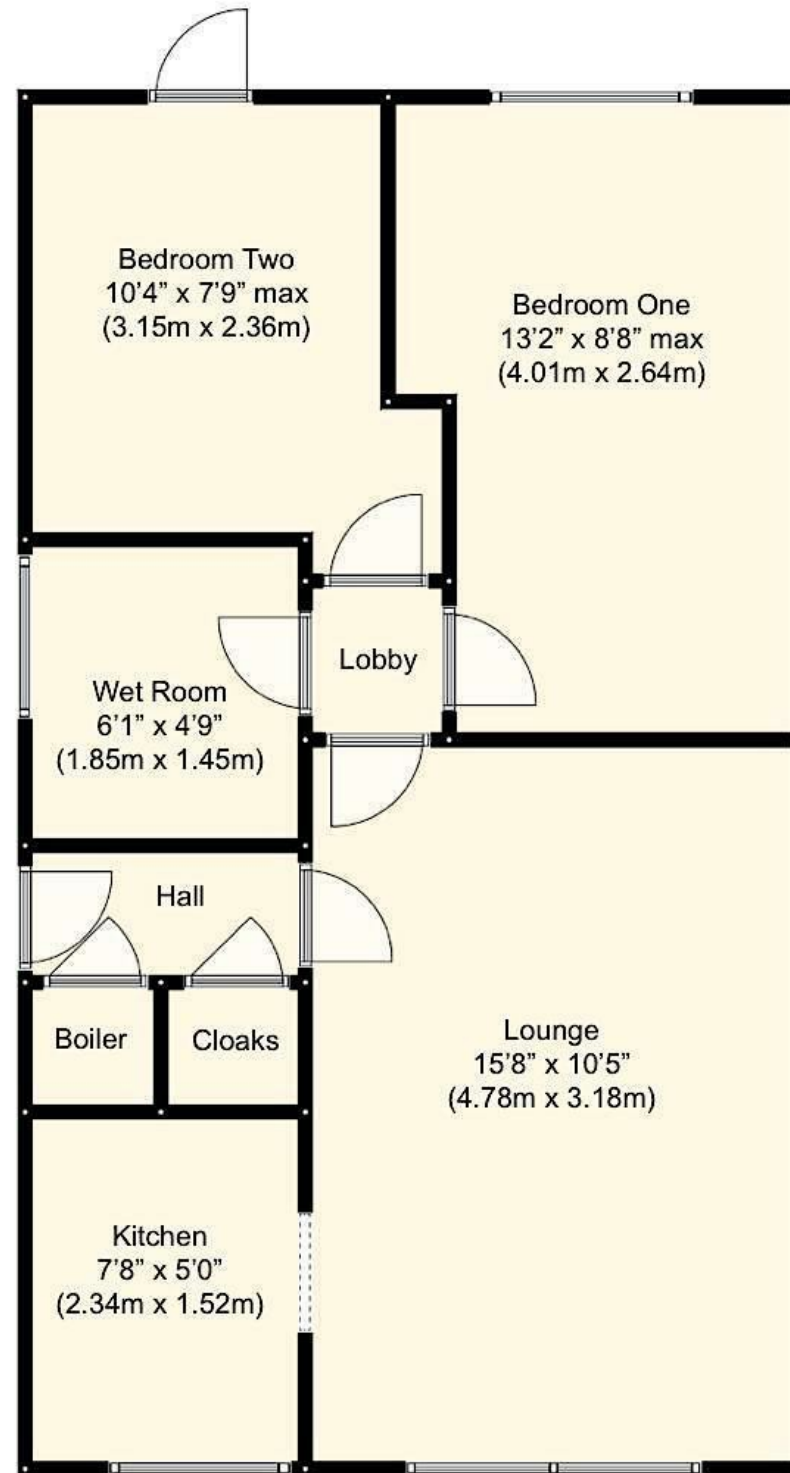 Bedroom Two
10’4” x 7’9” max
(3.15m x 2.36m)
Bedroom One
13’2” x 8’8” max
(4.01m x 2.64m)
Lobby
Wet Room
6’1” x 4’9”
(1.85m x 1.45m)
Hall
Boiler
Cloaks
Lounge
15’8” x 10’5”
(4.78m x 3.18m)
Kitchen
7’8” x 5’0”
(2.34m x 1.52m)